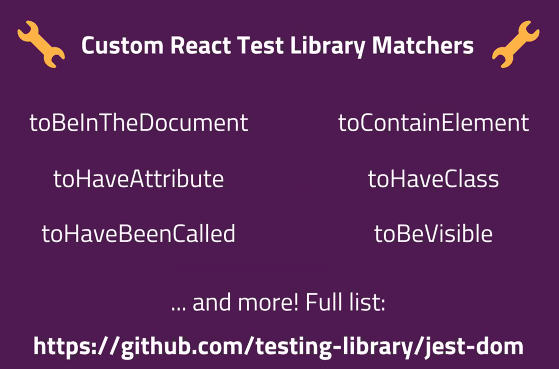 Custom React Test Library Matchers
toBeInTheDocument
toContainElement
toHaveAttribute
toHaveClass
toHaveBeenCalled
toBeVisible
... and more! Full list:
https://github.com/testing-library/jest-dom